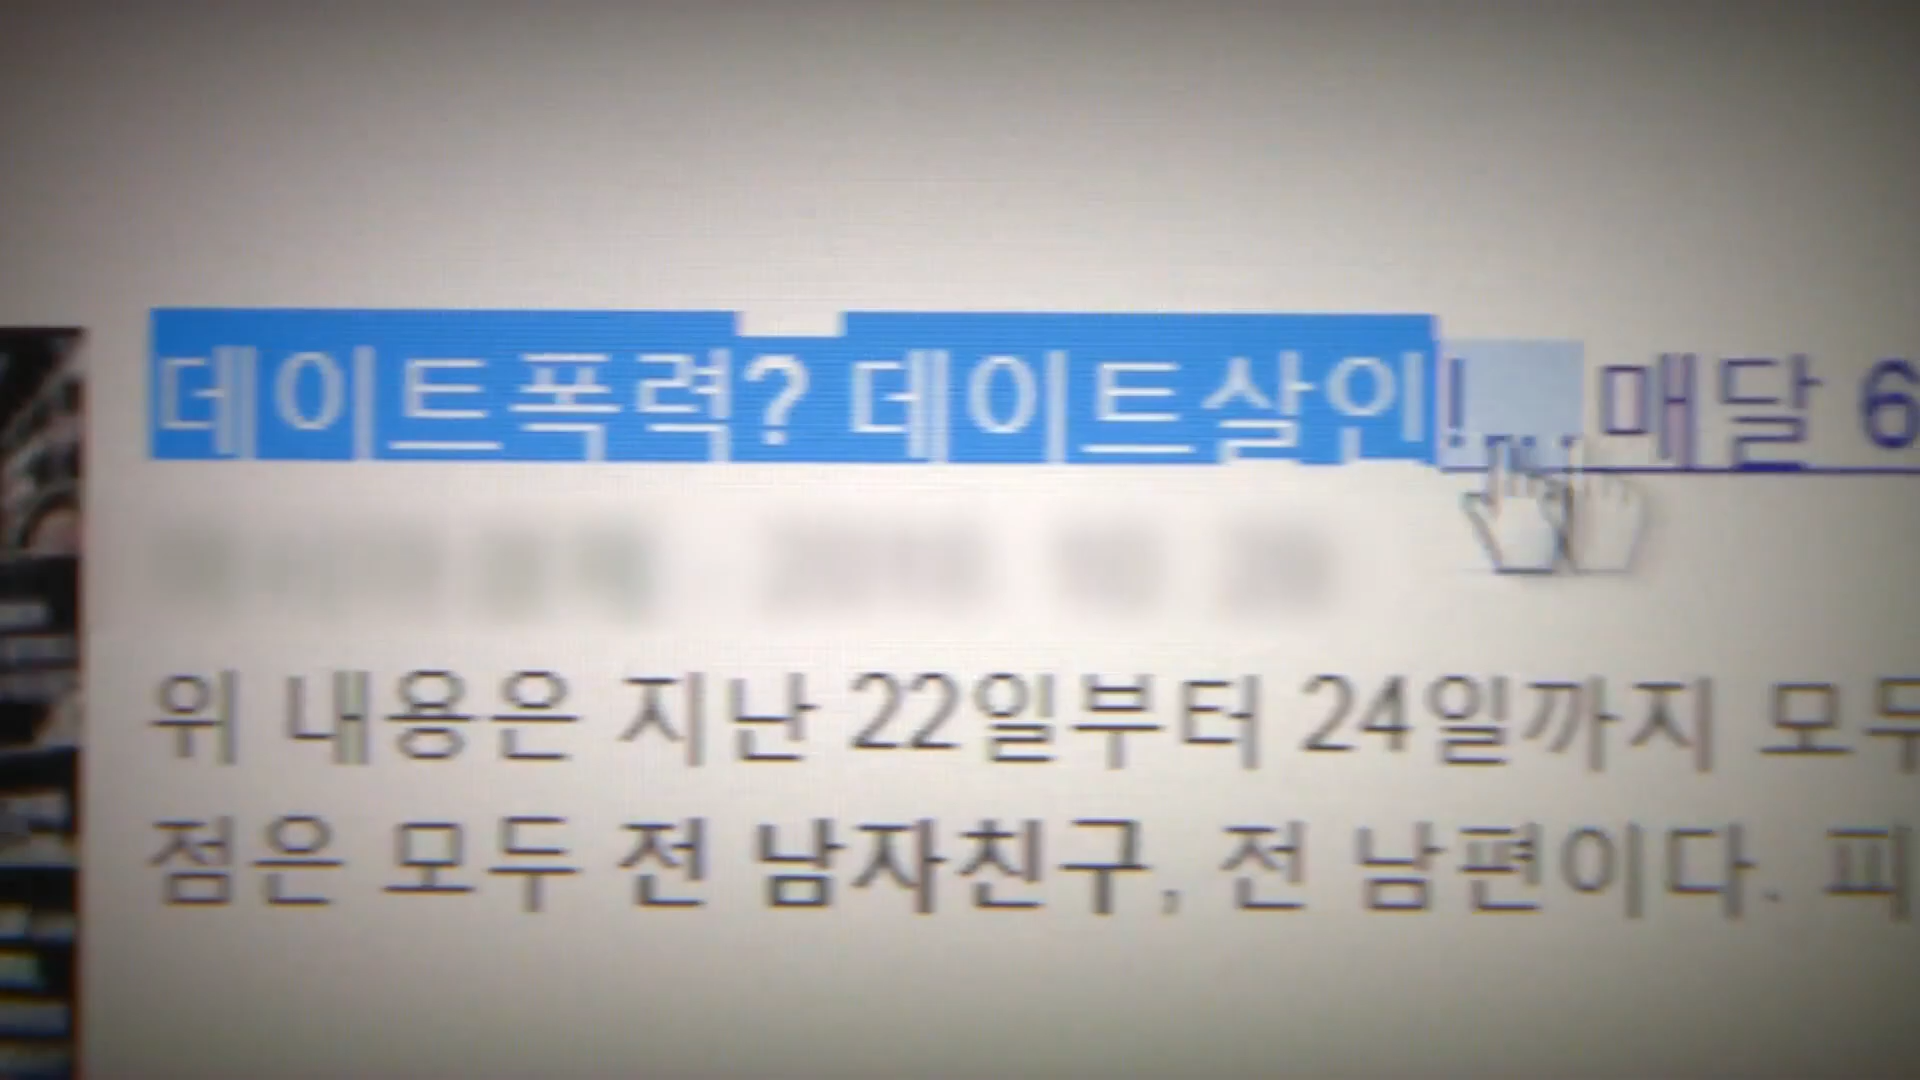 데이트폭력? 데이트살인!... 매달 6
위 내용은 지난 22일부터 24일까지 모두
점은 모두 전 남자친구, 전 남편이다. 피